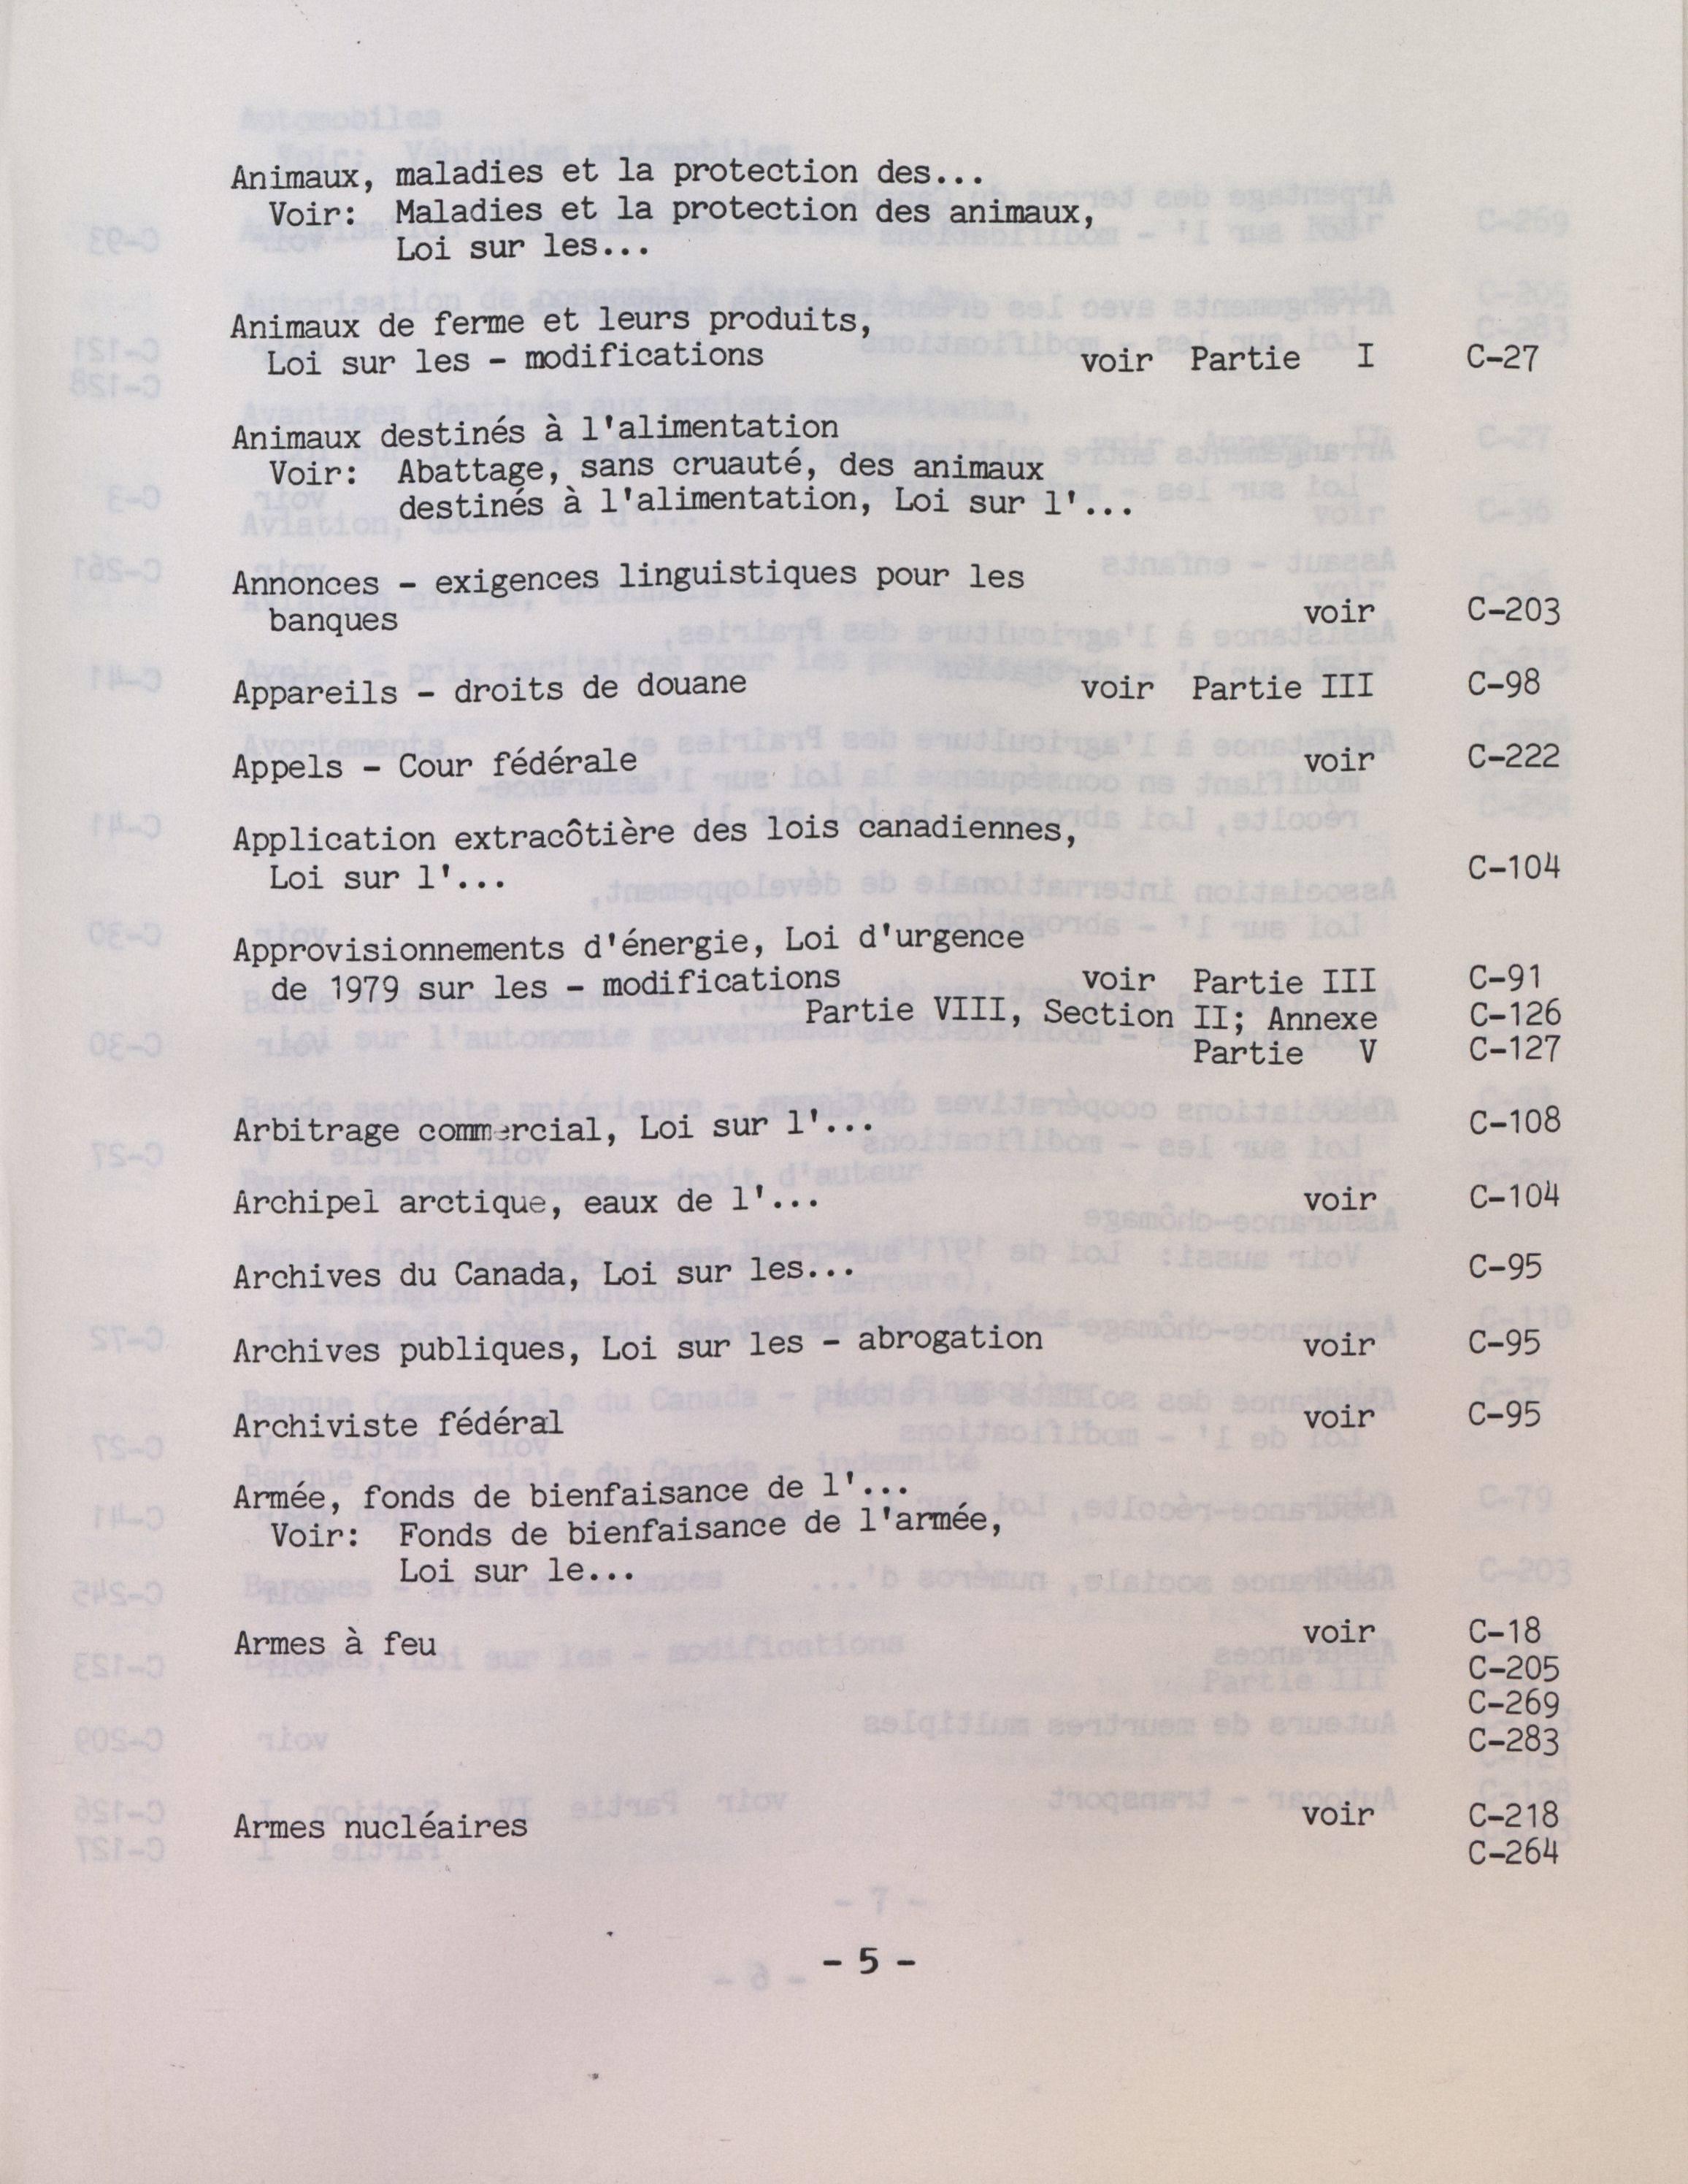 Animaux, maladies et la protection des...
Voir: Maladies et la protection des animaux,
Loi sur les...
Animaux de ferme et leurs produits,
Loi sur les - modifications voir Partie I C-27
Animaux destinés à l'alimentation
Voir: Abattage, sans cruauté, des animaux
destinés à l'alimentation, Loi sur l'...
Annonces - exigences linguistiques pour les
banques voir C-203
Appareils - droits de douane voir Partie III C-98
Appels - Cour fédérale voir C-222
Application extracôtière des lois canadiennes,
Loi sur l'... C-104
Approvisionnements d'énergie, Loi d'urgence
de 1979 sur les - modifications voir Partie III C-91
Partie VIII, Section II; Annexe C-126
Partie V C-127
Arbitrage commercial, Loi sur l'... C-108
Archipel arctique, eaux de l'... voir C-104
Archives du Canada, Loi sur les... C-95
Archives publiques, Loi sur les - abrogation voir C-95
Archiviste fédéral voir C-95
Armée, fonds de bienfaisance de l'...
Voir: Fonds de bienfaisance de l'armée,
Loi sur le...
Armes à feu voir C-18
C-205
C-269
C-283
Armes nucléaires voir C-218
C-264
- 5 -